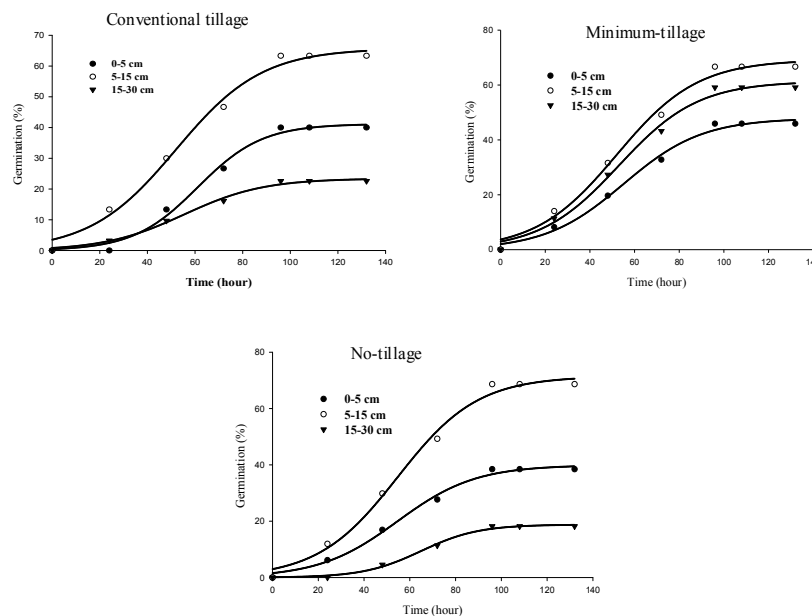 Conventional tillage
70
60
50
40
30
20
10
0
Germination (%)
0-5 cm
5-15 cm
15-30 cm
0 20 40 60 80 100 120 140
Time (hour)
Minimum-tillage
80
60
40
20
0
Germination (%)
0-5 cm
5-15 cm
15-30 cm
0 20 40 60 80 100 120
Time (hour)
No-tillage
80
60
40
20
0
Germination (%)
0-5 cm
5-15 cm
15-30 cm
0 20 40 60 80 100 120 140
Time (hour)